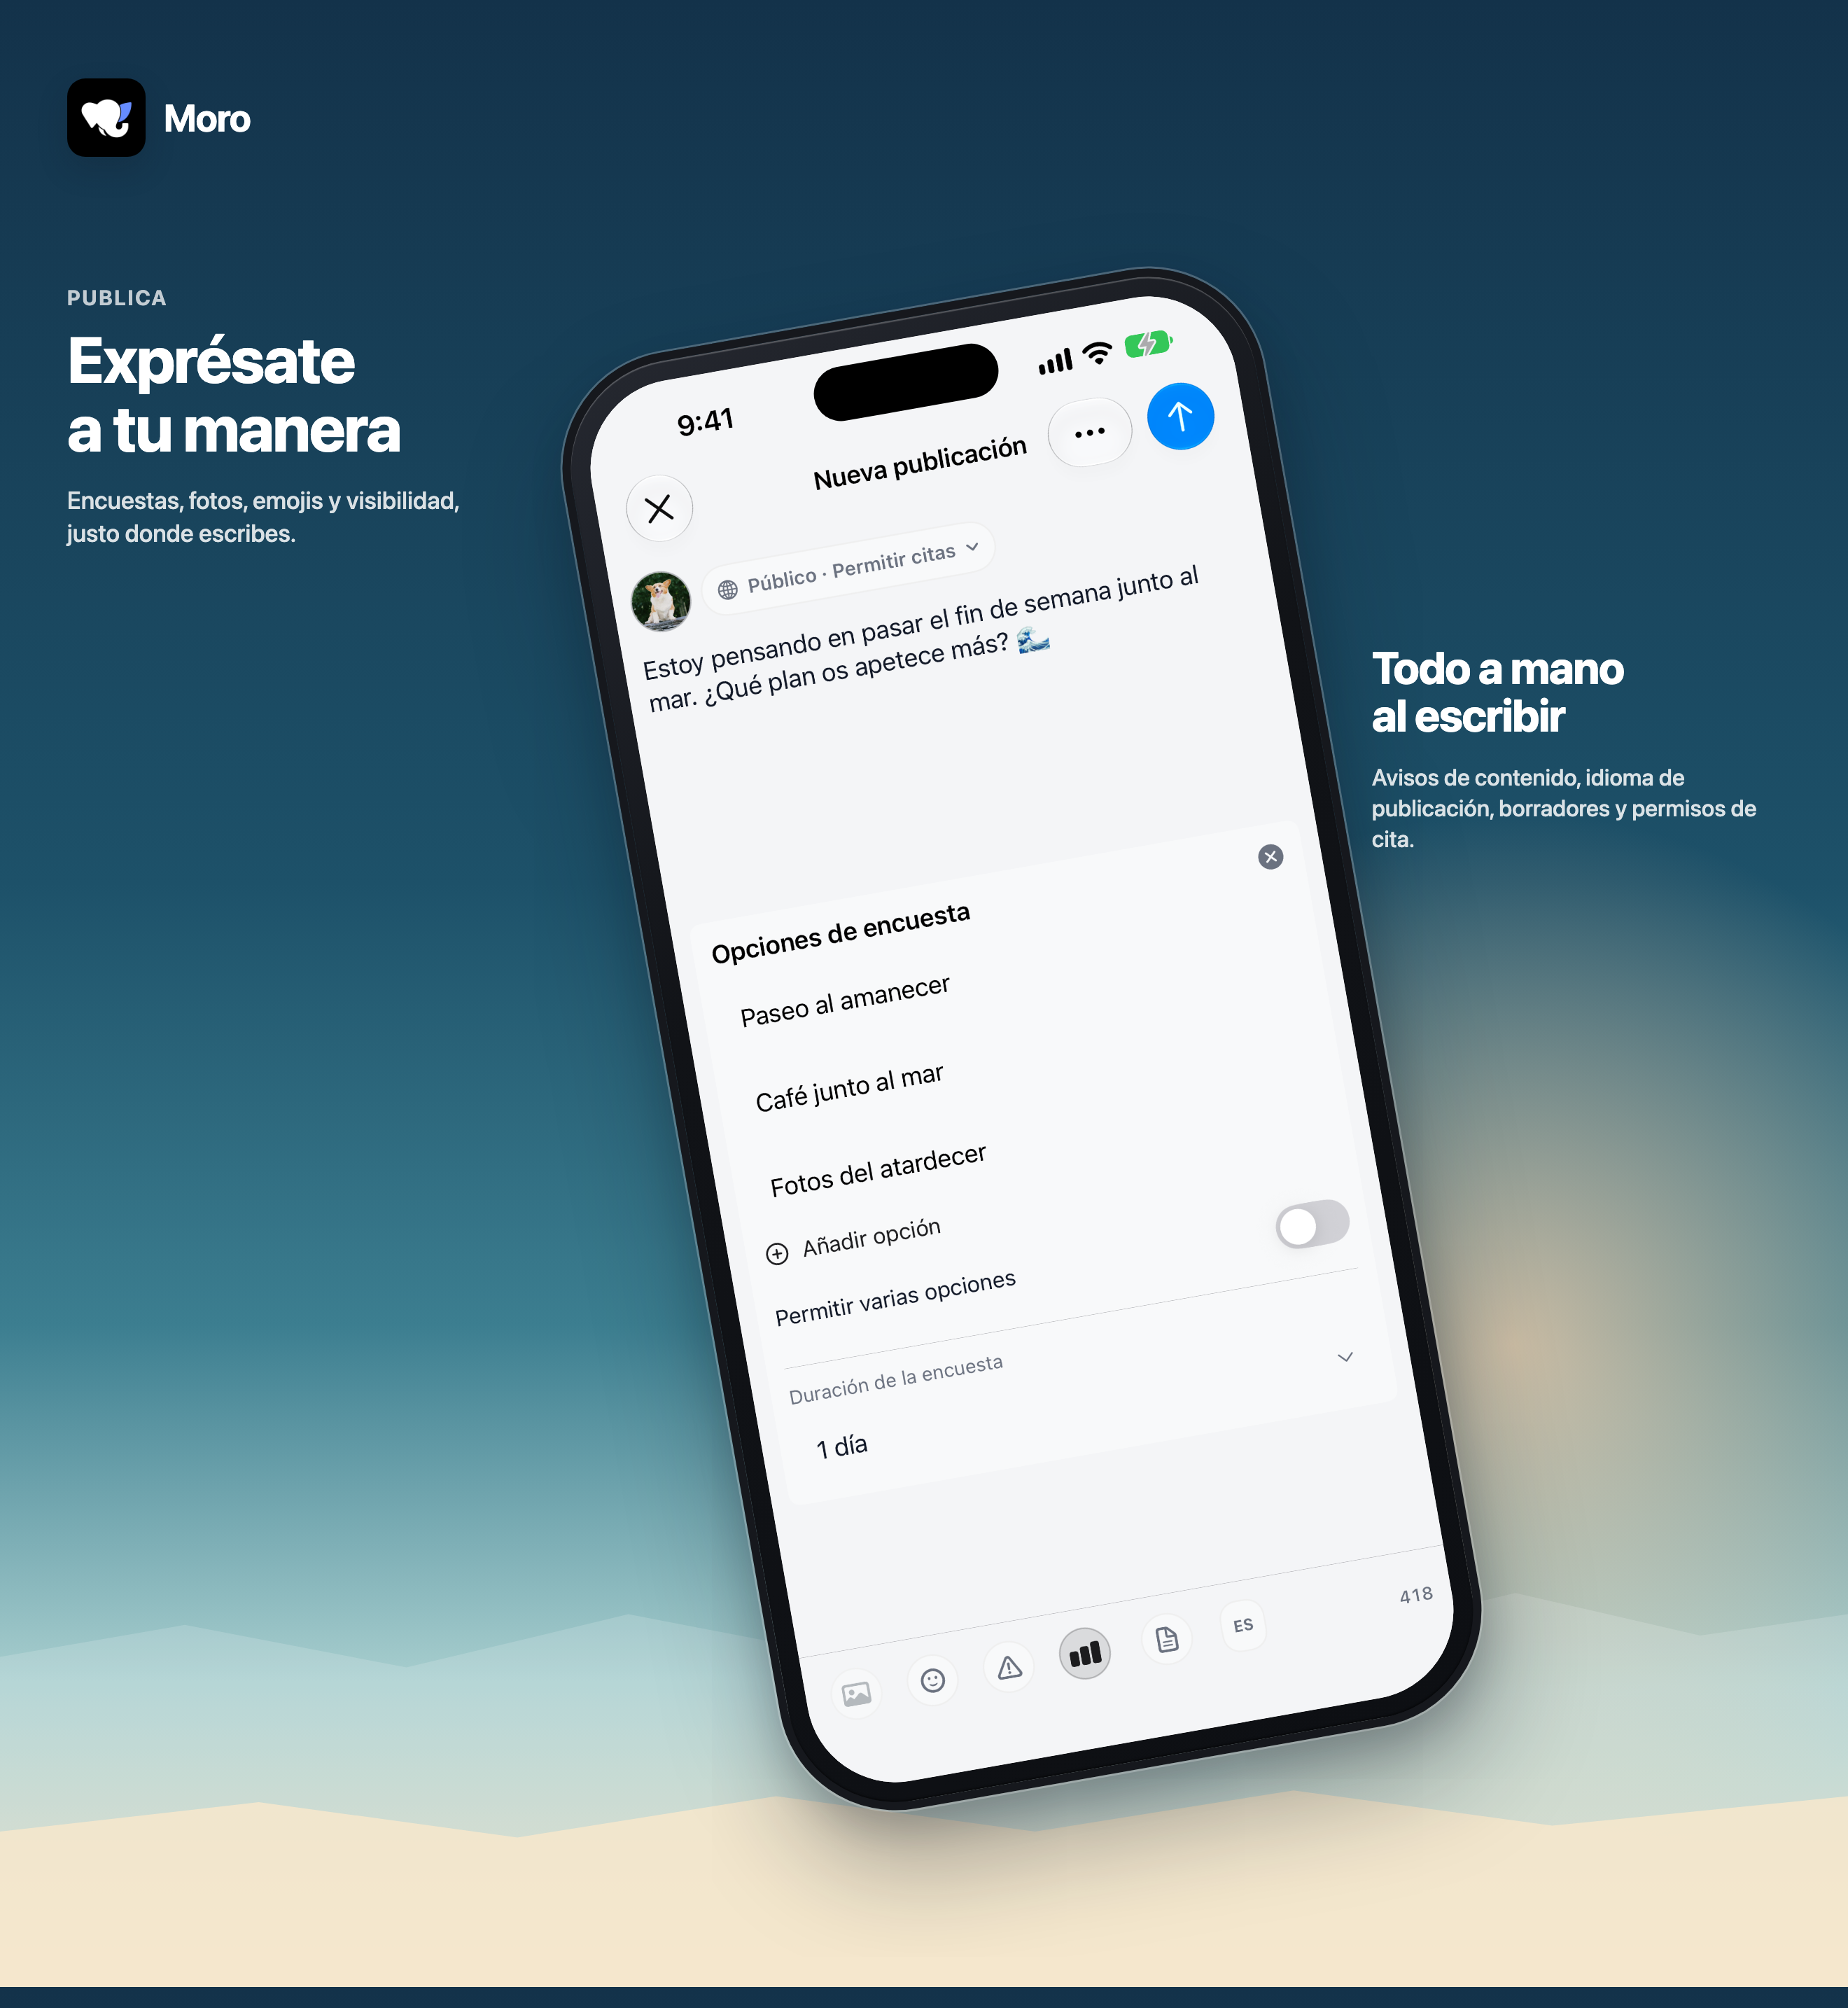 Moro
PUBLICA
Exprésate
a tu manera
Encuestas, fotos, emojis y visibilidad,
justo donde escribes.
9:41
Nueva publicación
Público · Permitir citas
Estoy pensando en pasar el fin de semana junto al
mar. ¿Qué plan os apetece más? 🌊
Opciones de encuesta
Paseo al amanecer
Café junto al mar
Fotos del atardecer
Añadir opción
Permitir varias opciones
Duración de la encuesta
1 día
ES
418
Todo a mano
al escribir
Avisos de contenido, idioma de
publicación, borradores y permisos de
cita.